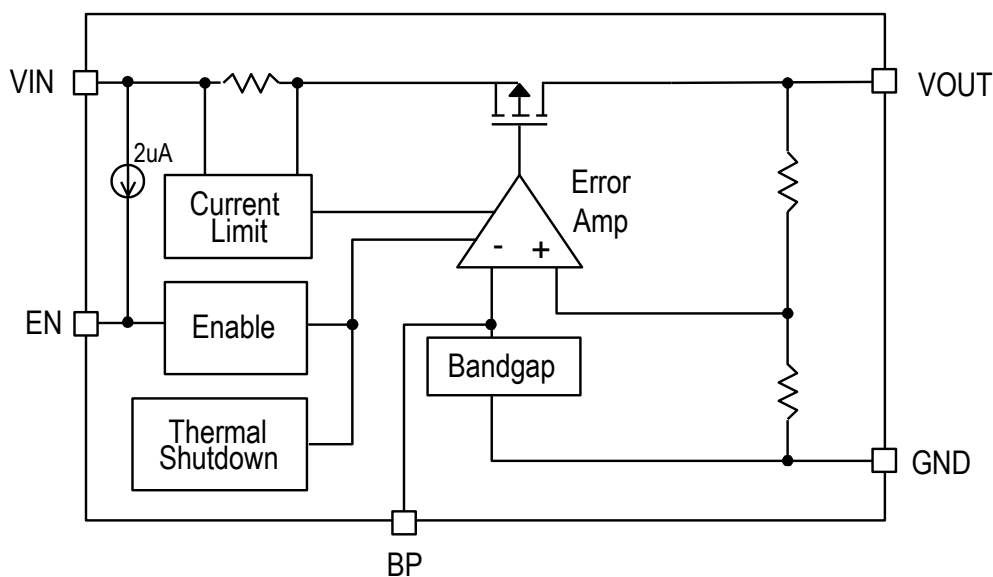 VIN
VOUT
2uA
Current
Limit
Error
Amp
- +
EN
Enable
Bandgap
Thermal
Shutdown
GND
BP